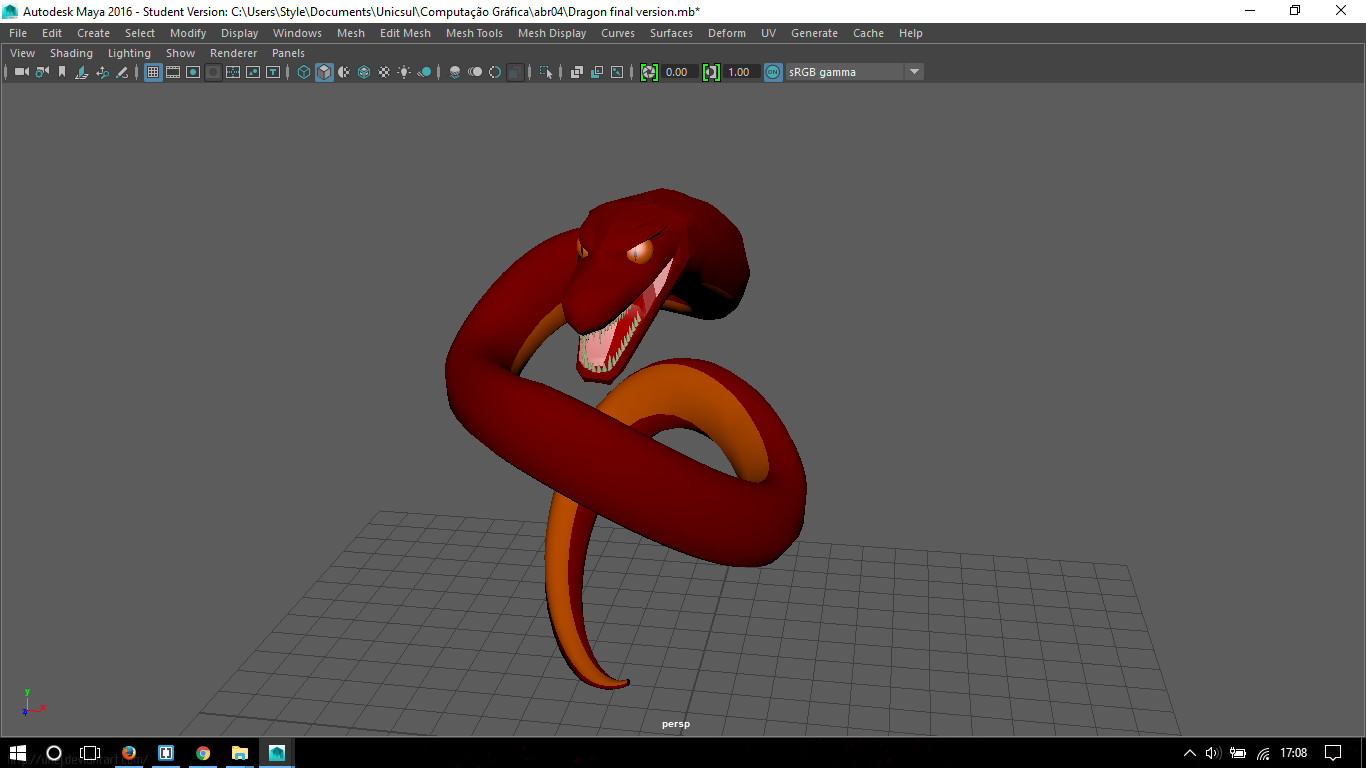 Autodesk Maya 2016 - Student Version: C:\Users\Style\Documents\Unicsul\Computação Gráfica\abr04\Dragon final version.mb*
File Edit Create Select Modify Display Windows Mesh Edit Mesh Mesh Tools Mesh Display Curves Surfaces Deform UV Generate Cache Help
View Shading Lighting Show Renderer Panels
0.00 1.00 ON sRGB gamma
y
z x
persp
17:08